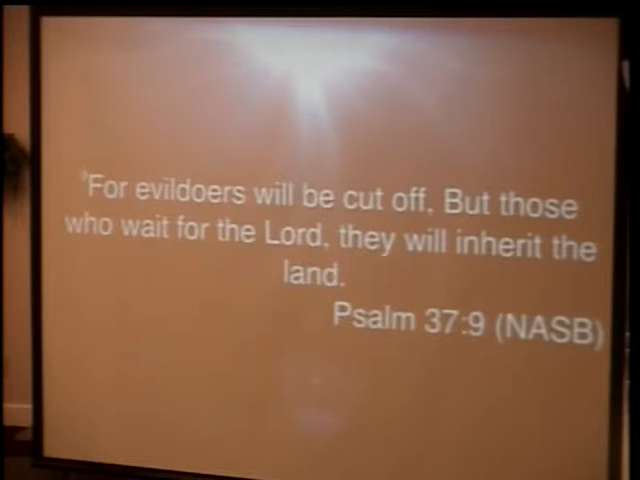 "For evildoers will be cut off, But those
who wait for the Lord, they will inherit the
land.
Psalm 37:9 (NASB)